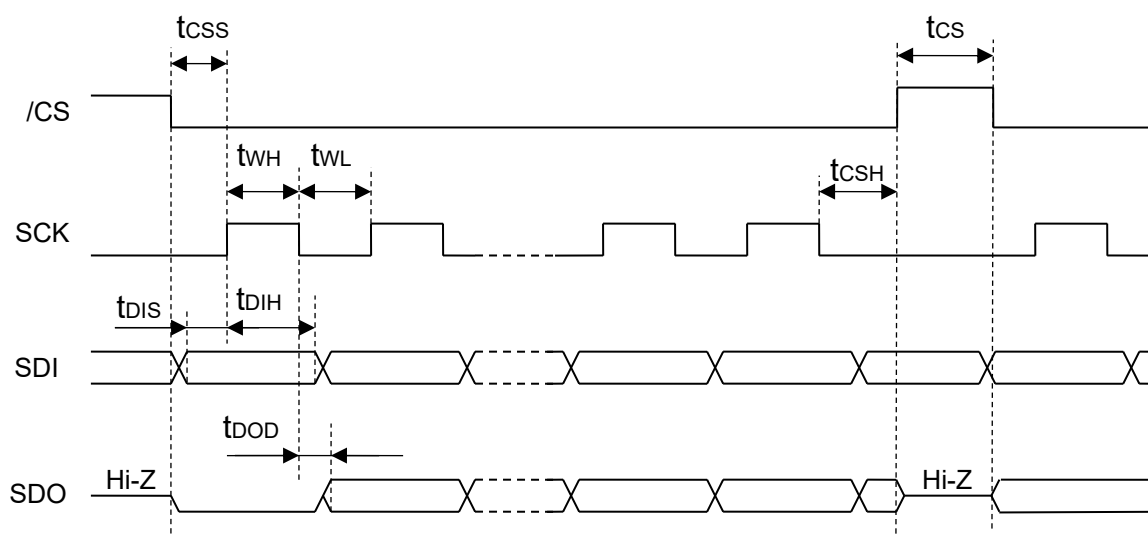 tCSS
tCS
/CS
tWH
tWL
tCSH
SCK
tDIS
tDIH
SDI
tDOD
Hi-Z
Hi-Z
SDO